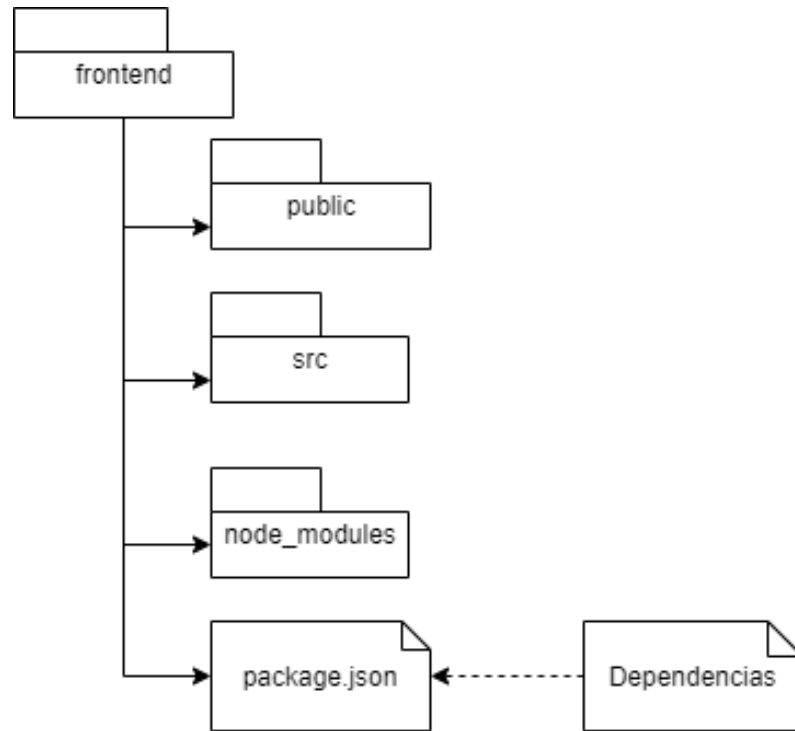 frontend
public
src
node_modules
package.json
Dependencias